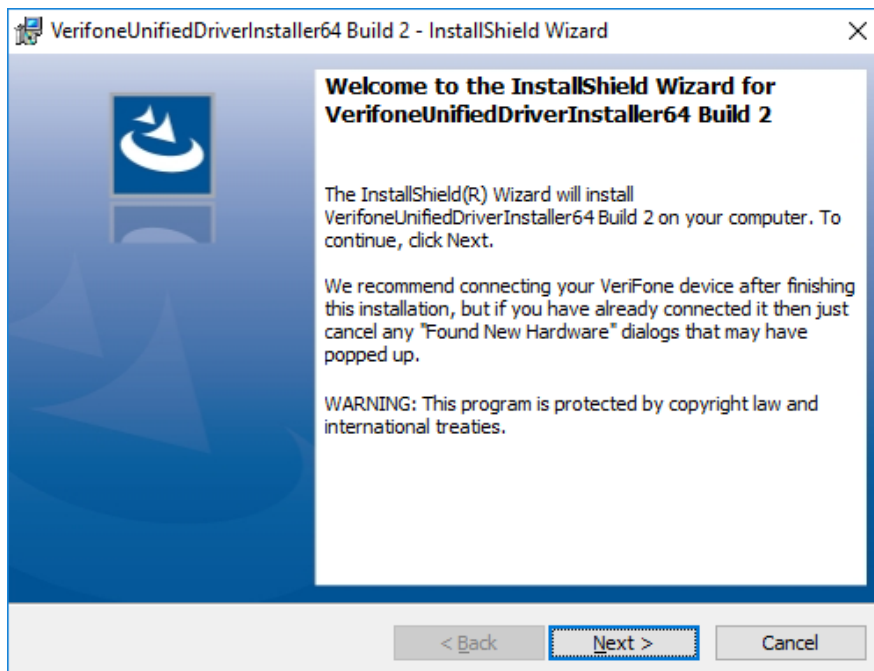 VerifoneUnifiedDriverInstaller64 Build 2 - InstallShield Wizard
Welcome to the InstallShield Wizard for
VerifoneUnifiedDriverInstaller64 Build 2
The InstallShield(R) Wizard will install
VerifoneUnifiedDriverInstaller64 Build 2 on your computer. To
continue, click Next.
We recommend connecting your VeriFone device after finishing
this installation, but if you have already connected it then just
cancel any "Found New Hardware" dialogs that may have
popped up.
WARNING: This program is protected by copyright law and
international treaties.
< Back Next > Cancel